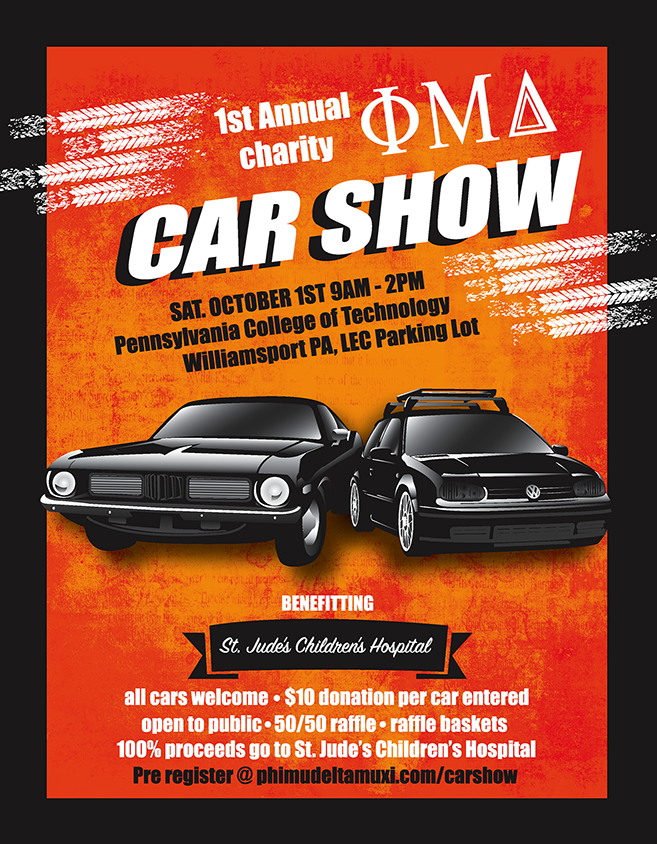 1st Annual ΦΜΔ
charity
CAR SHOW
SAT. OCTOBER 1ST 9AM - 2PM
Pennsylvania College of Technology
Williamsport PA, LEC Parking Lot
BENEFITTING
St. Jude's Children's Hospital
all cars welcome • $10 donation per car entered
open to public • 50/50 raffle • raffle baskets
100% proceeds go to St. Jude's Children's Hospital
Pre register @ phimudeltamuxi.com/carshow